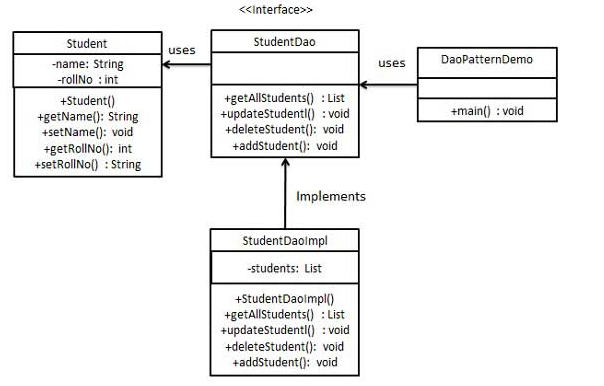 <<Interface>>
Student
-name: String
-rollNo : int
+Student()
+getName(): String
+setName(): void
+getRollNo(): int
+setRollNo() : String
uses
StudentDao
+getAllStudents() : List
+updateStudentl() : void
+deleteStudent(): void
+addStudent(): void
uses
DaoPatternDemo
+main() : void
Implements
StudentDaoImpl
-students: List
+StudentDaoImpl()
+getAllStudents() : List
+updateStudentl() : void
+deleteStudent(): void
+addStudent(): void